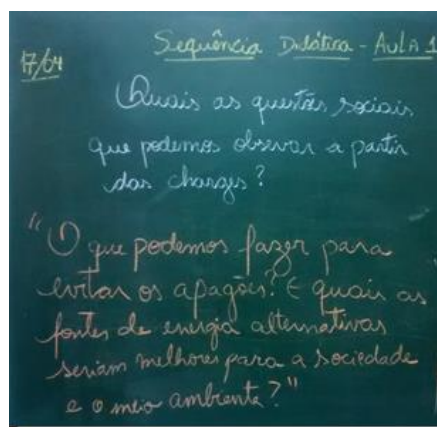 Sequência Didática - AULA 1
17/04
Quais as questões sociais
que podemos observar a partir
das charges?
"O que podemos fazer para
evitar os apagões? E quais as
fontes de energia alternativas
seriam melhores para a sociedade
e o meio ambiente?"